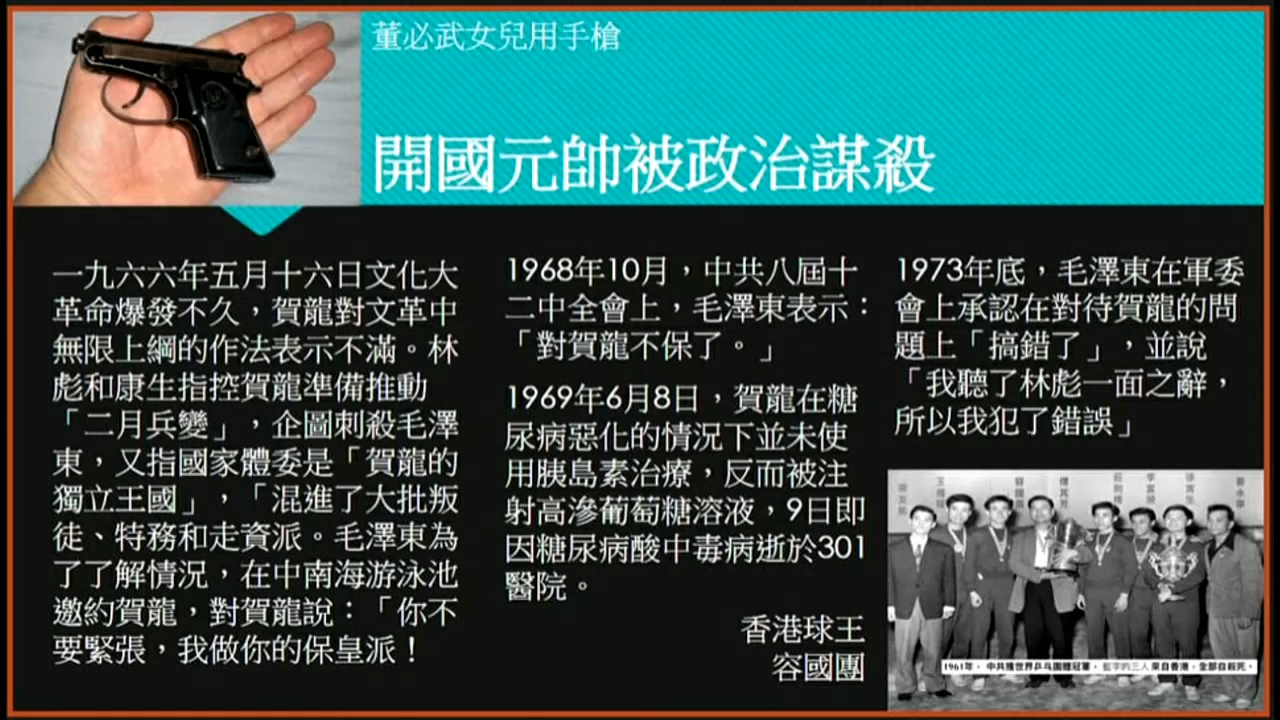 董必武女兒用手槍
開國元帥被政治謀殺
一九六六年五月十六日文化大
革命爆發不久，賀龍對文革中
無限上綱的作法表示不滿。林
彪和康生指控賀龍準備推動
「二月兵變」，企圖刺殺毛澤
東，又指國家體委是「賀龍的
獨立王國」，「混進了大批叛
徒、特務和走資派。毛澤東為
了了解情況，在中南海游泳池
邀約賀龍，對賀龍說：「你不
要緊張，我做你的保皇派！
1968年10月，中共八屆十
二中全會上，毛澤東表示：
「對賀龍不保了。」
1969年6月8日，賀龍在糖
尿病惡化的情況下並未使
用胰島素治療，反而被注
射高滲葡萄糖溶液，9日即
因糖尿病酸中毒病逝於301
醫院。
香港球王
容國團
1973年底，毛澤東在軍委
會上承認在對待賀龍的問
題上「搞錯了」，並說
「我聽了林彪一面之辭，
所以我犯了錯誤」
1961年， 中共獲世界乒乓團體冠軍， 藍字的三人來自香港，全部自殺死。